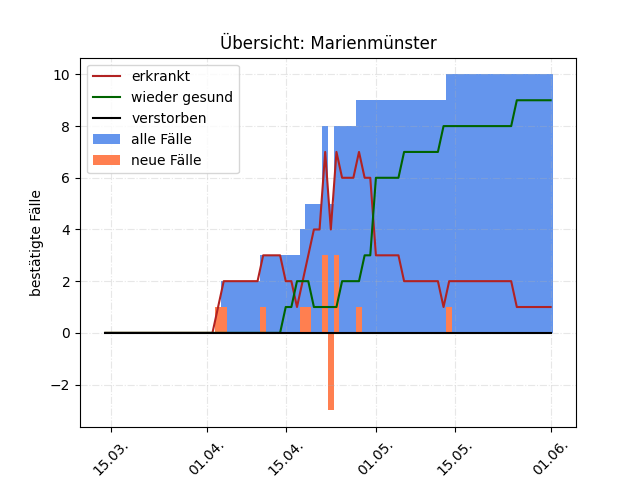 Übersicht: Marienmünster
erkrankt
wieder gesund
verstorben
alle Fälle
neue Fälle
bestätigte Fälle
10
8
6
4
2
0
−2
15.03.
01.04.
15.04.
01.05.
15.05.
01.06.